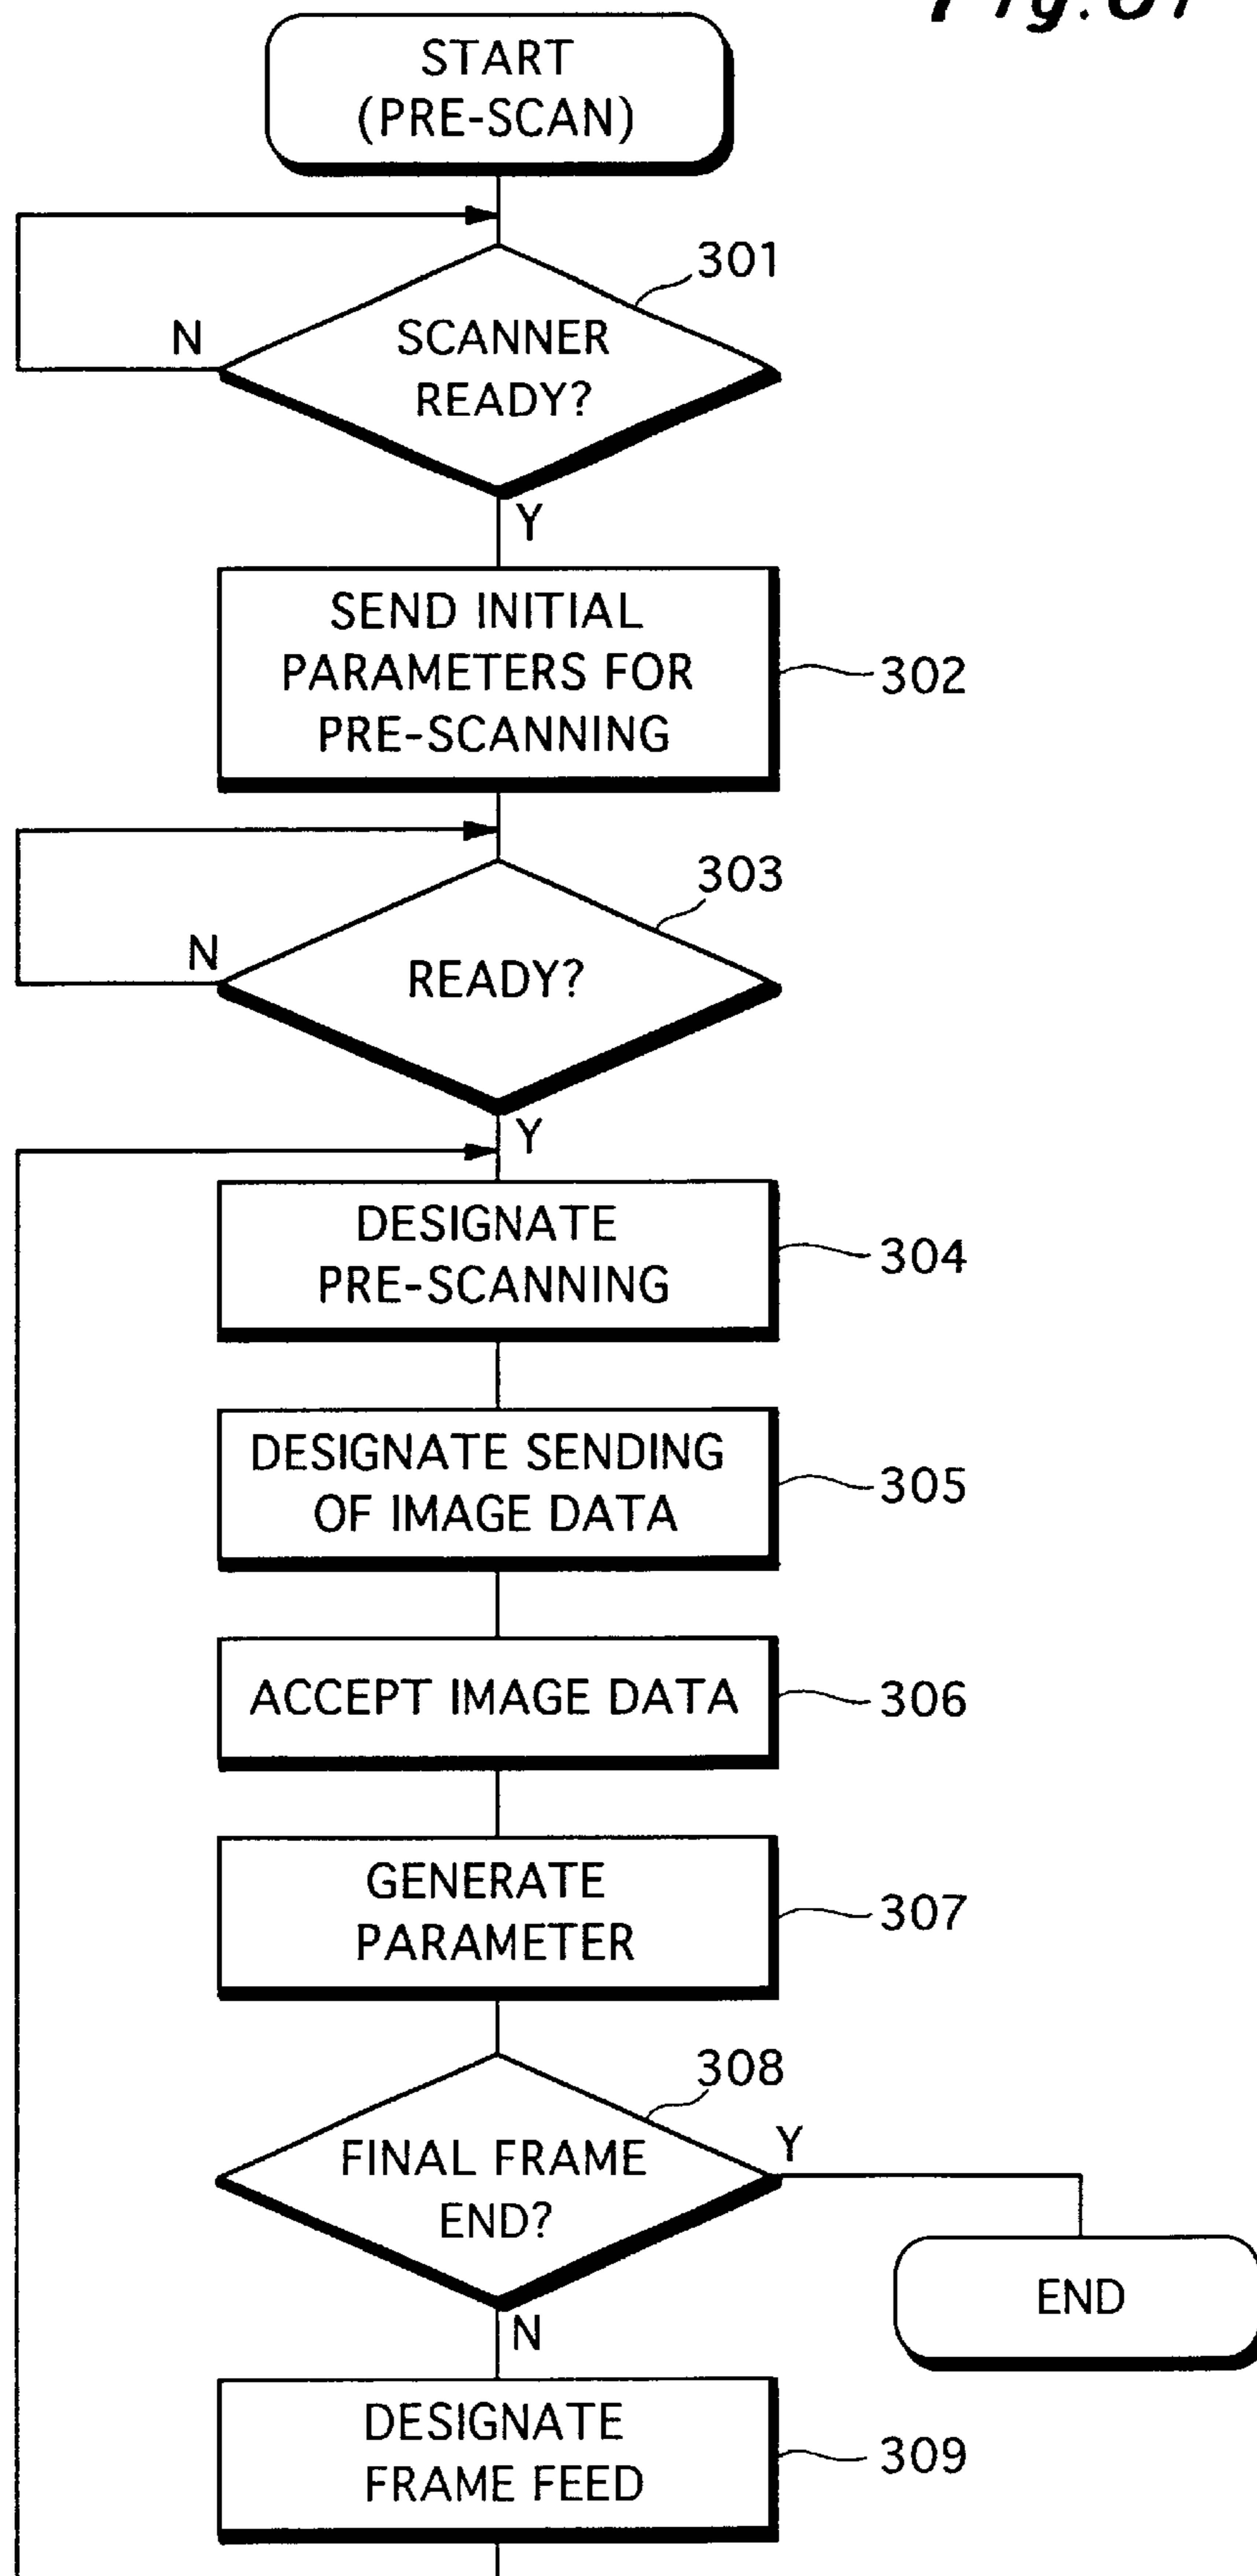 START
(PRE-SCAN)
301
N
SCANNER
READY?
Y
SEND INITIAL
PARAMETERS FOR
PRE-SCANNING
302
303
N
READY?
Y
DESIGNATE
PRE-SCANNING
304
DESIGNATE SENDING
OF IMAGE DATA
305
ACCEPT IMAGE DATA
306
GENERATE
PARAMETER
307
308
Y
FINAL FRAME
END?
END
N
DESIGNATE
FRAME FEED
309